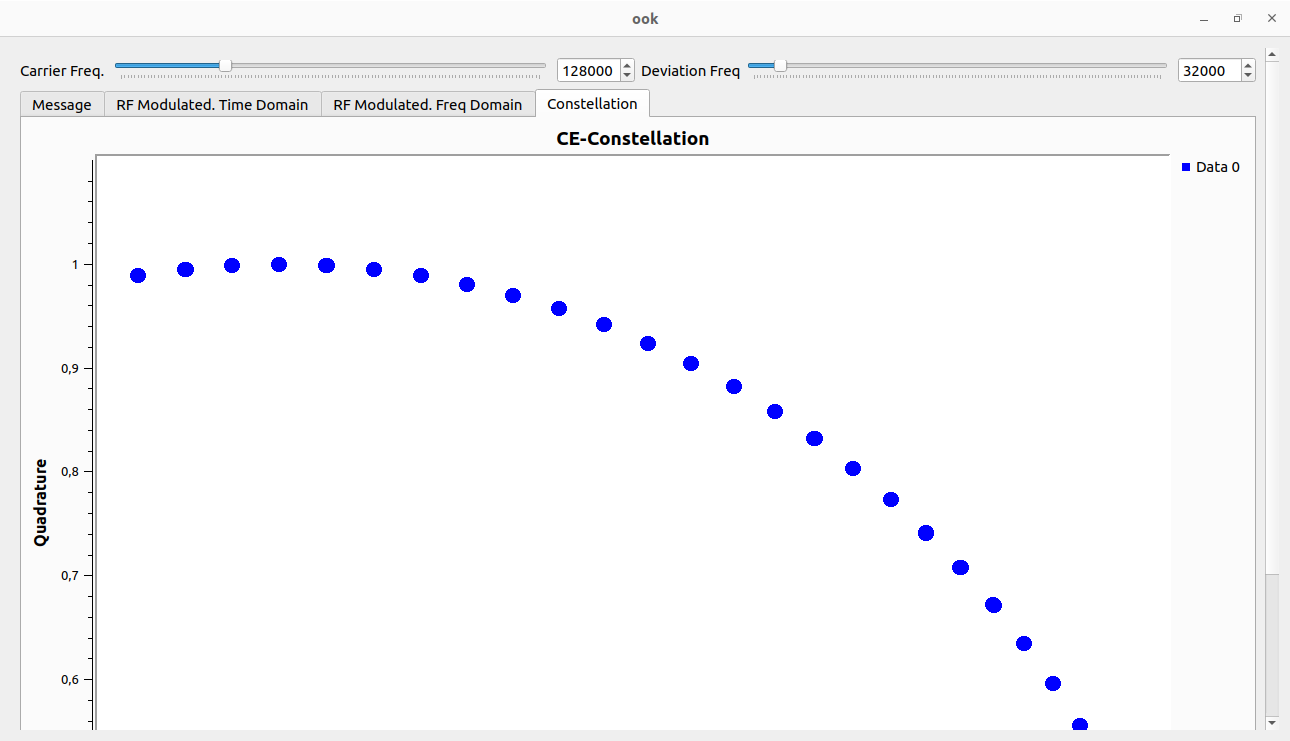 ook
Carrier Freq. 128000 Deviation Freq 32000
Message RF Modulated. Time Domain RF Modulated. Freq Domain Constellation
CE-Constellation
Data 0
1
0,9
0,8
0,7
0,6
Quadrature